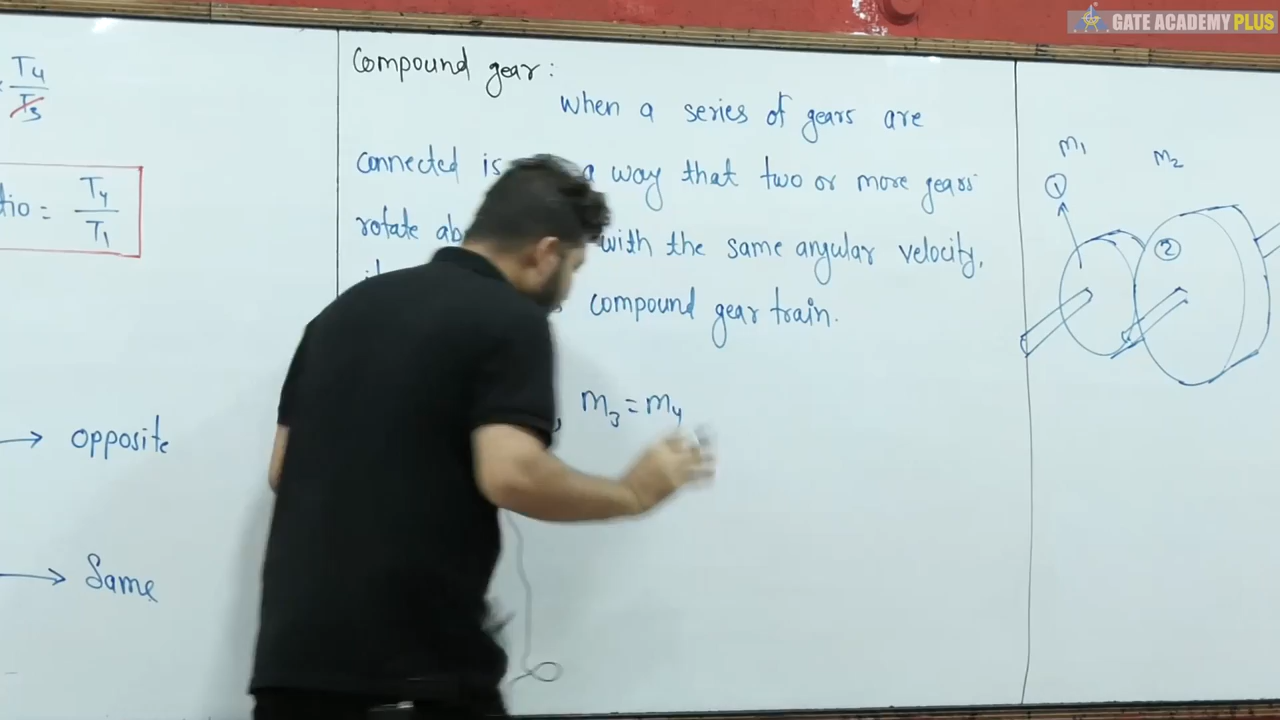 GATE ACADEMY PLUS
T4
T3
tio = T4
T1
opposite
Same
Compound gear :
When a series of gears are
connected is a way that two or more gears
rotate ab with the same angular velocity,
compound gear train.
, m3 = m4
m1
m2
1
2